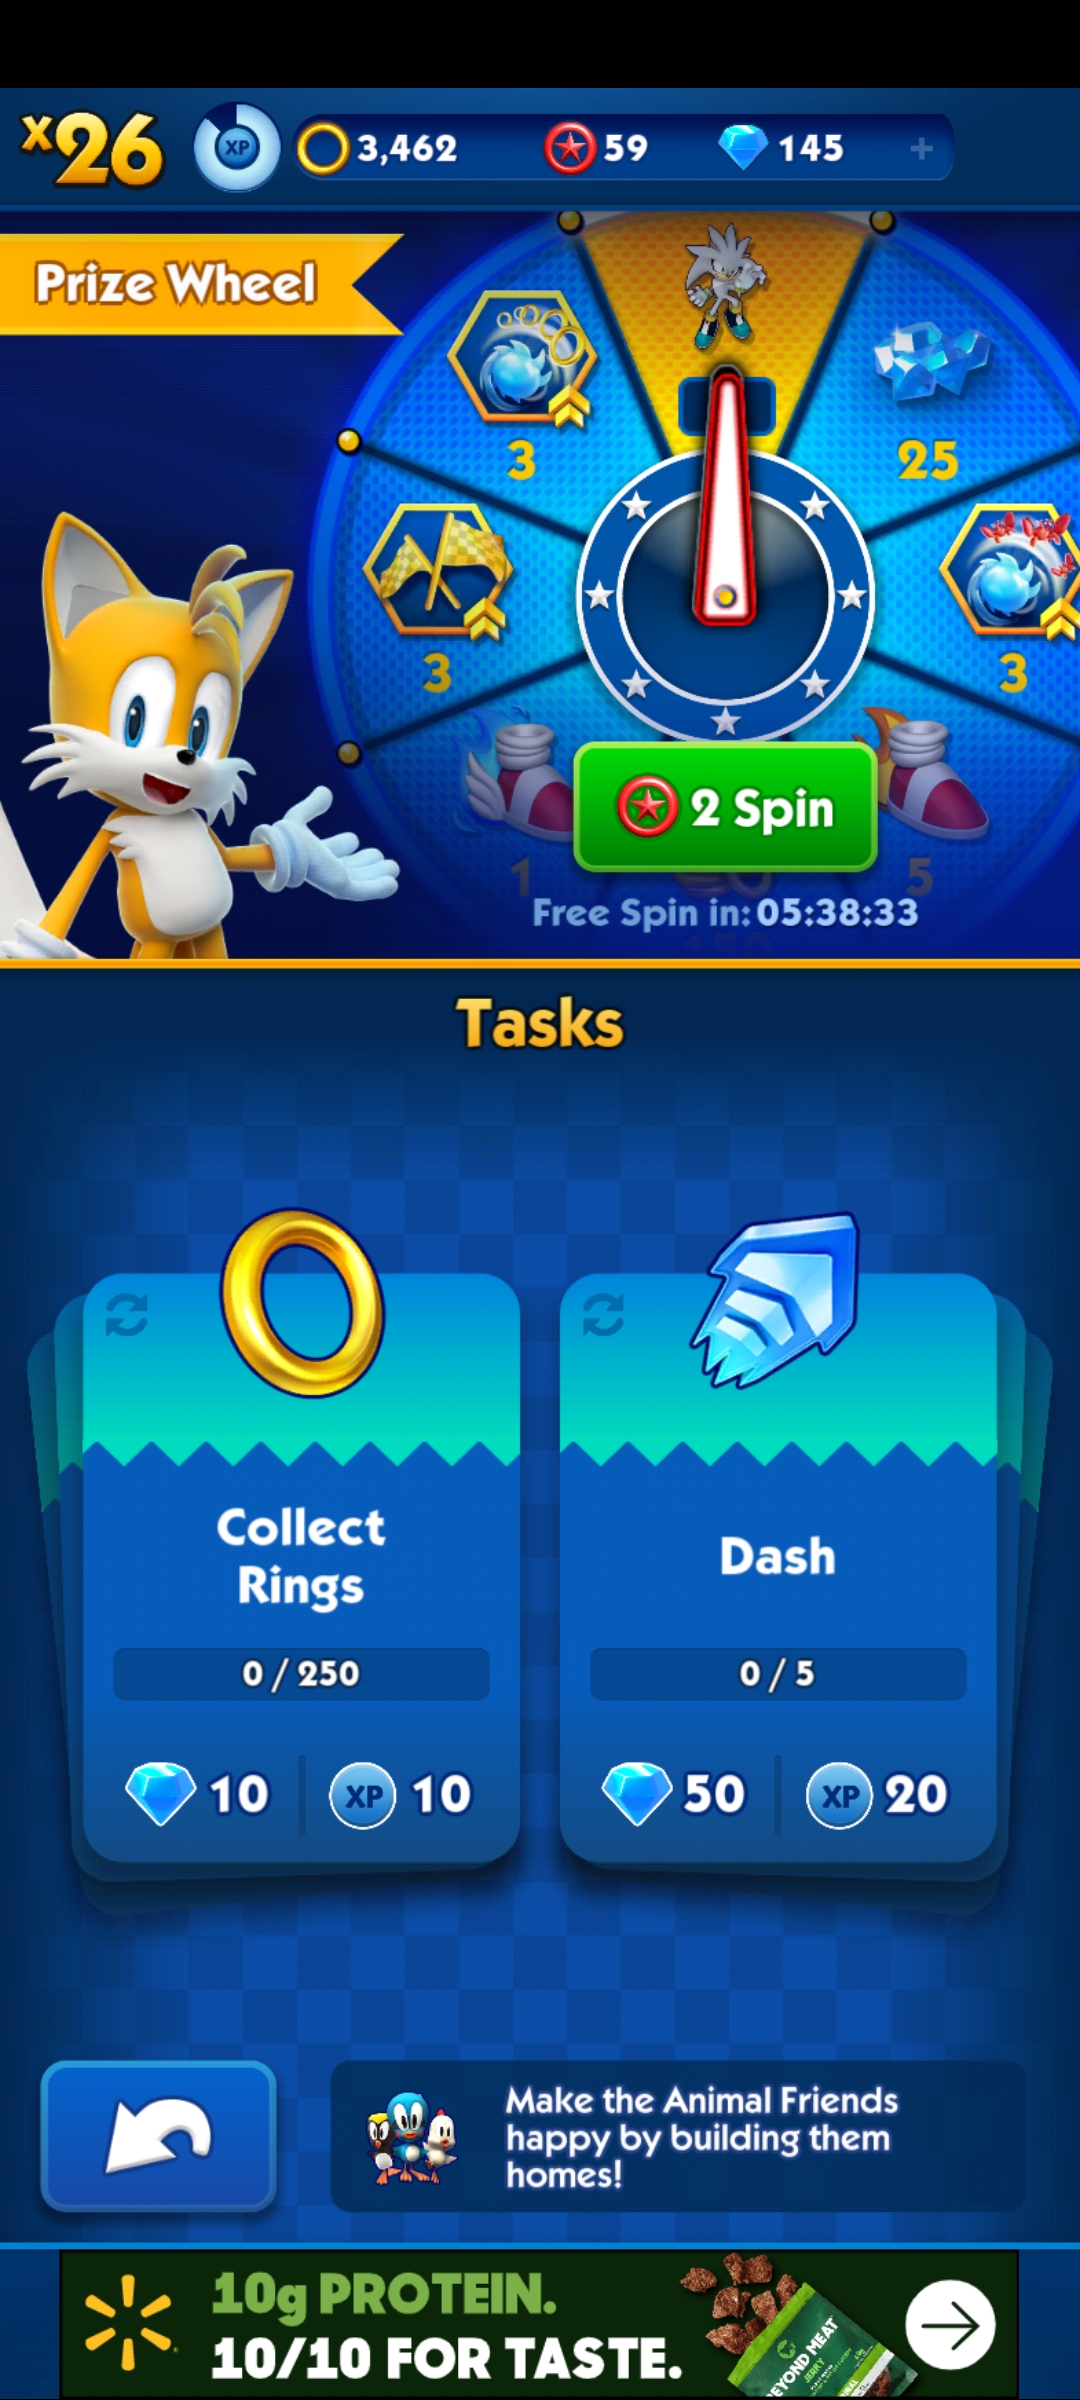 x26
XP
3,462
59
145
+
Prize Wheel
3
25
3
3
2 Spin
1
5
Free Spin in: 05:38:33
Tasks
Collect
Rings
Dash
0 / 250
0 / 5
10
XP
10
50
XP
20
Make the Animal Friends
happy by building them
homes!
10g PROTEIN.
10/10 FOR TASTE.
BEYOND MEAT
JERKY